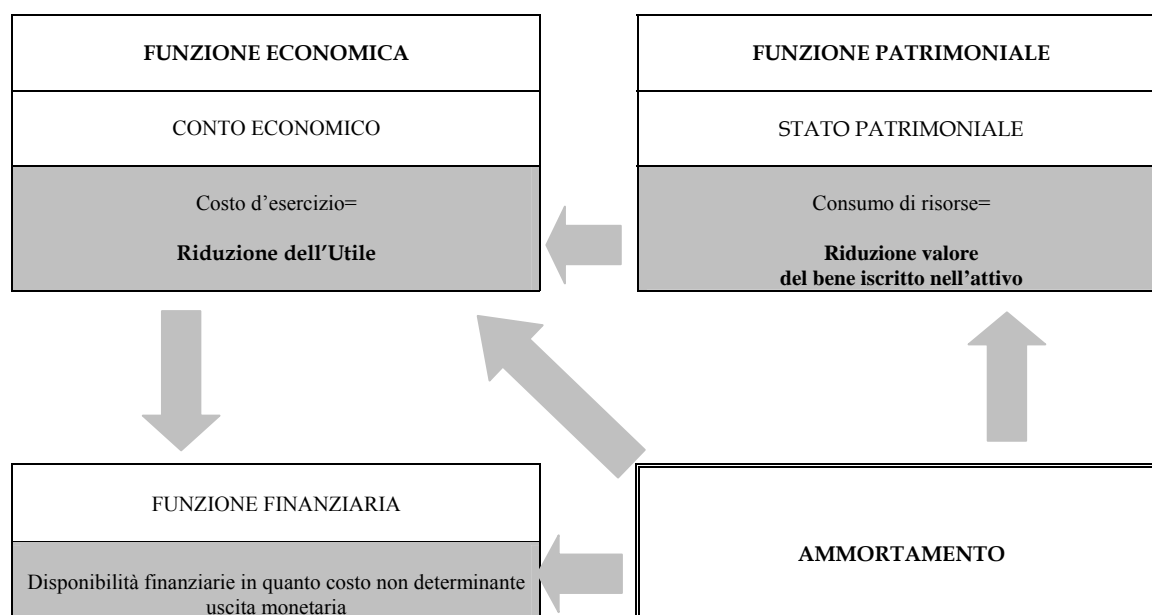 FUNZIONE ECONOMICA
CONTO ECONOMICO
Costo d’esercizio=
Riduzione dell’Utile
FUNZIONE PATRIMONIALE
STATO PATRIMONIALE
Consumo di risorse=
Riduzione valore
del bene iscritto nell’attivo
FUNZIONE FINANZIARIA
Disponibilità finanziarie in quanto costo non determinante
uscita monetaria
AMMORTAMENTO